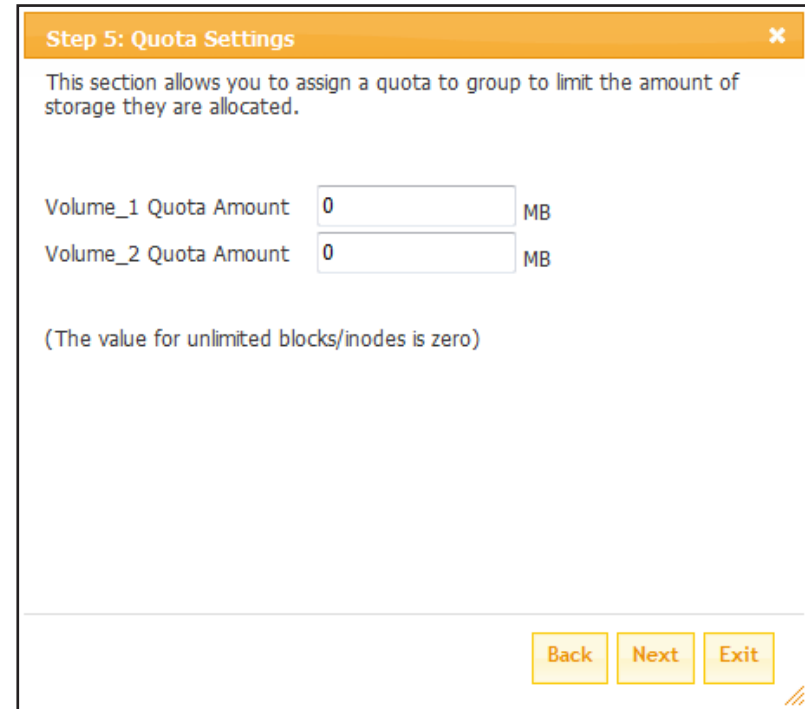 Step 5: Quota Settings
This section allows you to assign a quota to group to limit the amount of
storage they are allocated.
Volume_1 Quota Amount 0 MB
Volume_2 Quota Amount 0 MB
(The value for unlimited blocks/inodes is zero)
Back Next Exit